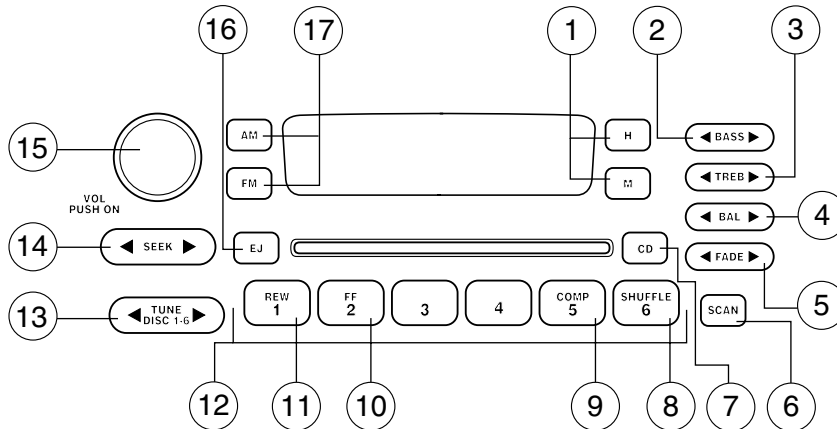 16
17
1
2
3
AM
H
BASS
15
FM
M
TREB
VOL
PUSH ON
BAL
4
14
SEEK
EJ
CD
FADE
5
13
TUNE
DISC 1-6
REW
1
FF
2
3
4
COMP
5
SHUFFLE
6
SCAN
12
11
10
9
8
7
6